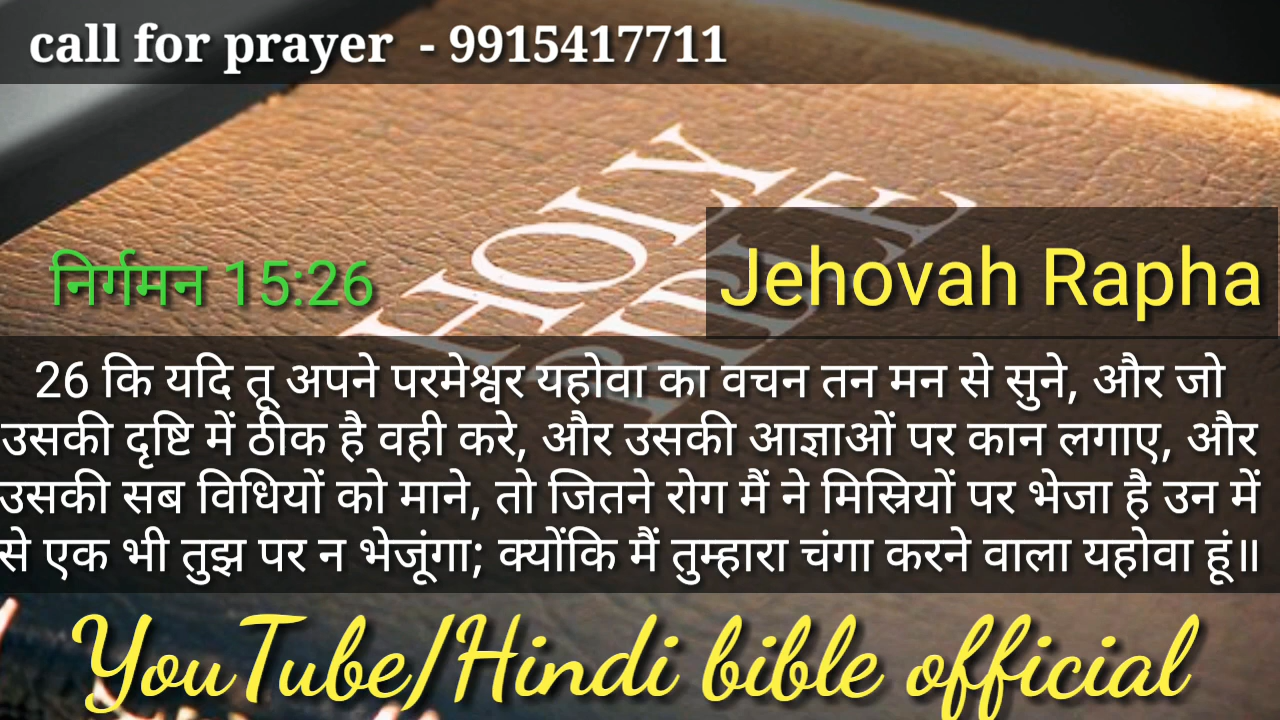 call for prayer - 9915417711
HOLY
BIBLE
निर्गमन 15:26
Jehovah Rapha
26 कि यदि तू अपने परमेश्वर यहोवा का वचन तन मन से सुने, और जो
उसकी दृष्टि में ठीक है वही करे, और उसकी आज्ञाओं पर कान लगाए, और
उसकी सब विधियों को माने, तो जितने रोग मैं ने मिस्रियों पर भेजा है उन में
से एक भी तुझ पर न भेजूंगा; क्योंकि मैं तुम्हारा चंगा करने वाला यहोवा हूं॥
YouTube/Hindi bible official